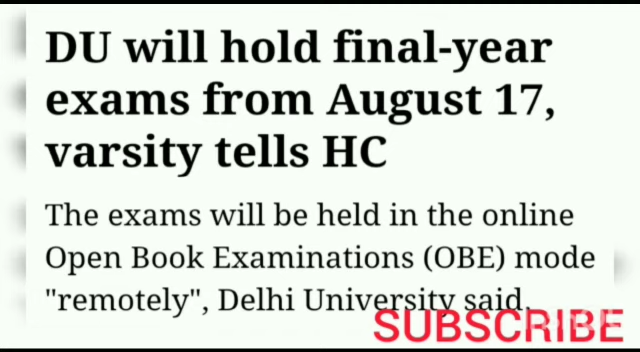 DU will hold final-year
exams from August 17,
varsity tells HC
The exams will be held in the online
Open Book Examinations (OBE) mode
"remotely", Delhi University said.
SUBSCRIBE